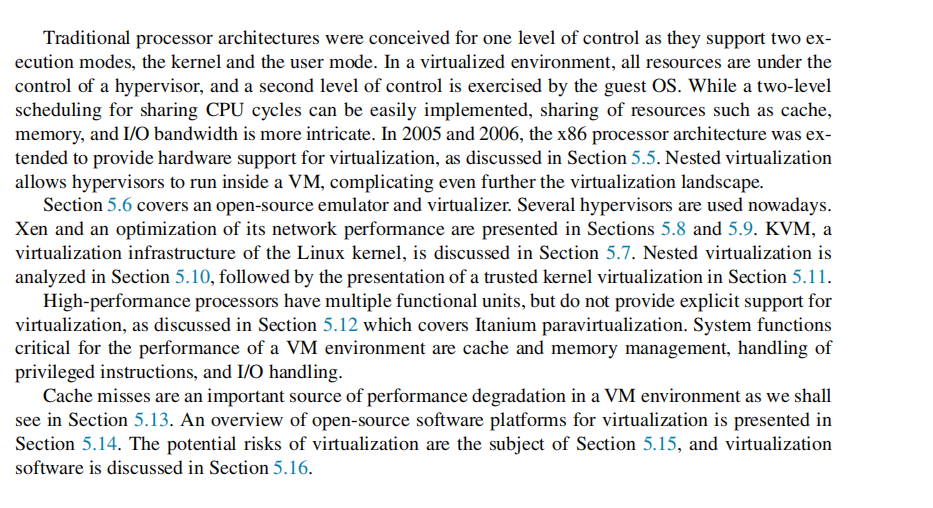 Traditional processor architectures were conceived for one level of control as they support two ex-
ecution modes, the kernel and the user mode. In a virtualized environment, all resources are under the
control of a hypervisor, and a second level of control is exercised by the guest OS. While a two-level
scheduling for sharing CPU cycles can be easily implemented, sharing of resources such as cache,
memory, and I/O bandwidth is more intricate. In 2005 and 2006, the x86 processor architecture was ex-
tended to provide hardware support for virtualization, as discussed in Section 5.5. Nested virtualization
allows hypervisors to run inside a VM, complicating even further the virtualization landscape.
Section 5.6 covers an open-source emulator and virtualizer. Several hypervisors are used nowadays.
Xen and an optimization of its network performance are presented in Sections 5.8 and 5.9. KVM, a
virtualization infrastructure of the Linux kernel, is discussed in Section 5.7. Nested virtualization is
analyzed in Section 5.10, followed by the presentation of a trusted kernel virtualization in Section 5.11.
High-performance processors have multiple functional units, but do not provide explicit support for
virtualization, as discussed in Section 5.12 which covers Itanium paravirtualization. System functions
critical for the performance of a VM environment are cache and memory management, handling of
privileged instructions, and I/O handling.
Cache misses are an important source of performance degradation in a VM environment as we shall
see in Section 5.13. An overview of open-source software platforms for virtualization is presented in
Section 5.14. The potential risks of virtualization are the subject of Section 5.15, and virtualization
software is discussed in Section 5.16.